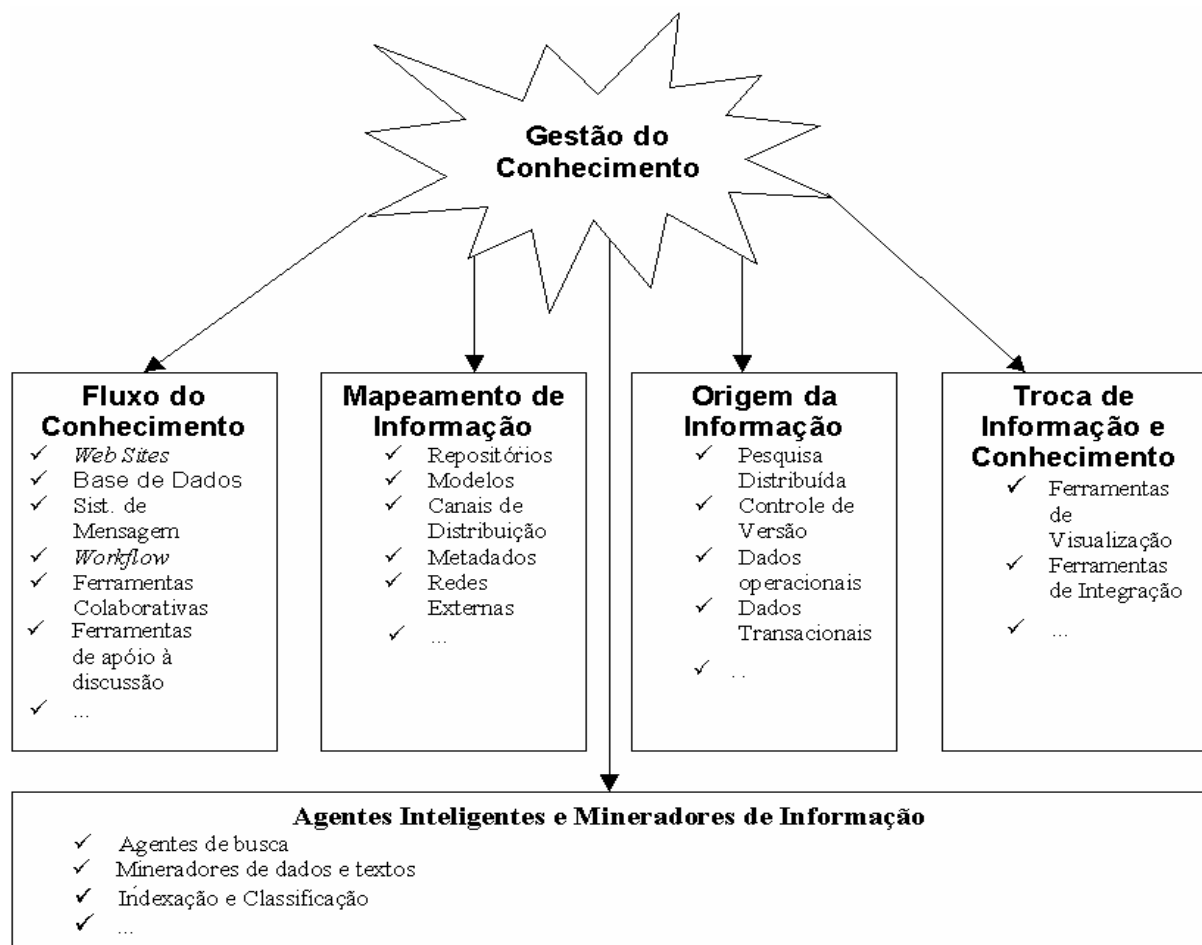 Gestão do
Conhecimento
Fluxo do
Conhecimento
Web Sites
Base de Dados
Sist. de
Mensagem
Workflow
Ferramentas
Colaborativas
Ferramentas
de apóio à
discussão
...
Mapeamento de
Informação
Repositórios
Modelos
Canais de
Distribuição
Metadados
Redes
Externas
...
Origem da
Informação
Pesquisa
Distribuída
Controle de
Versão
Dados
operacionais
Dados
Transacionais
. .
Troca de
Informação e
Conhecimento
Ferramentas
de
Visualização
Ferramentas
de Integração
...
Agentes Inteligentes e Mineradores de Informação
Agentes de busca
Mineradores de dados e textos
Indexação e Classificação
...